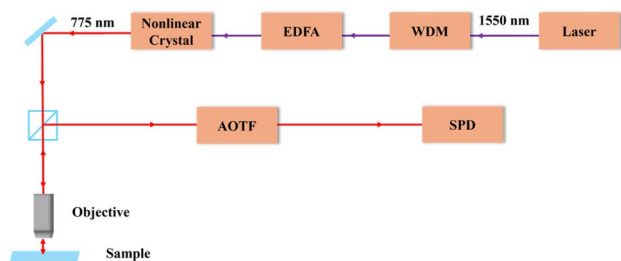 775 nm
Nonlinear
Crystal
EDFA
WDM
1550 nm
Laser
AOTF
SPD
Objective
Sample